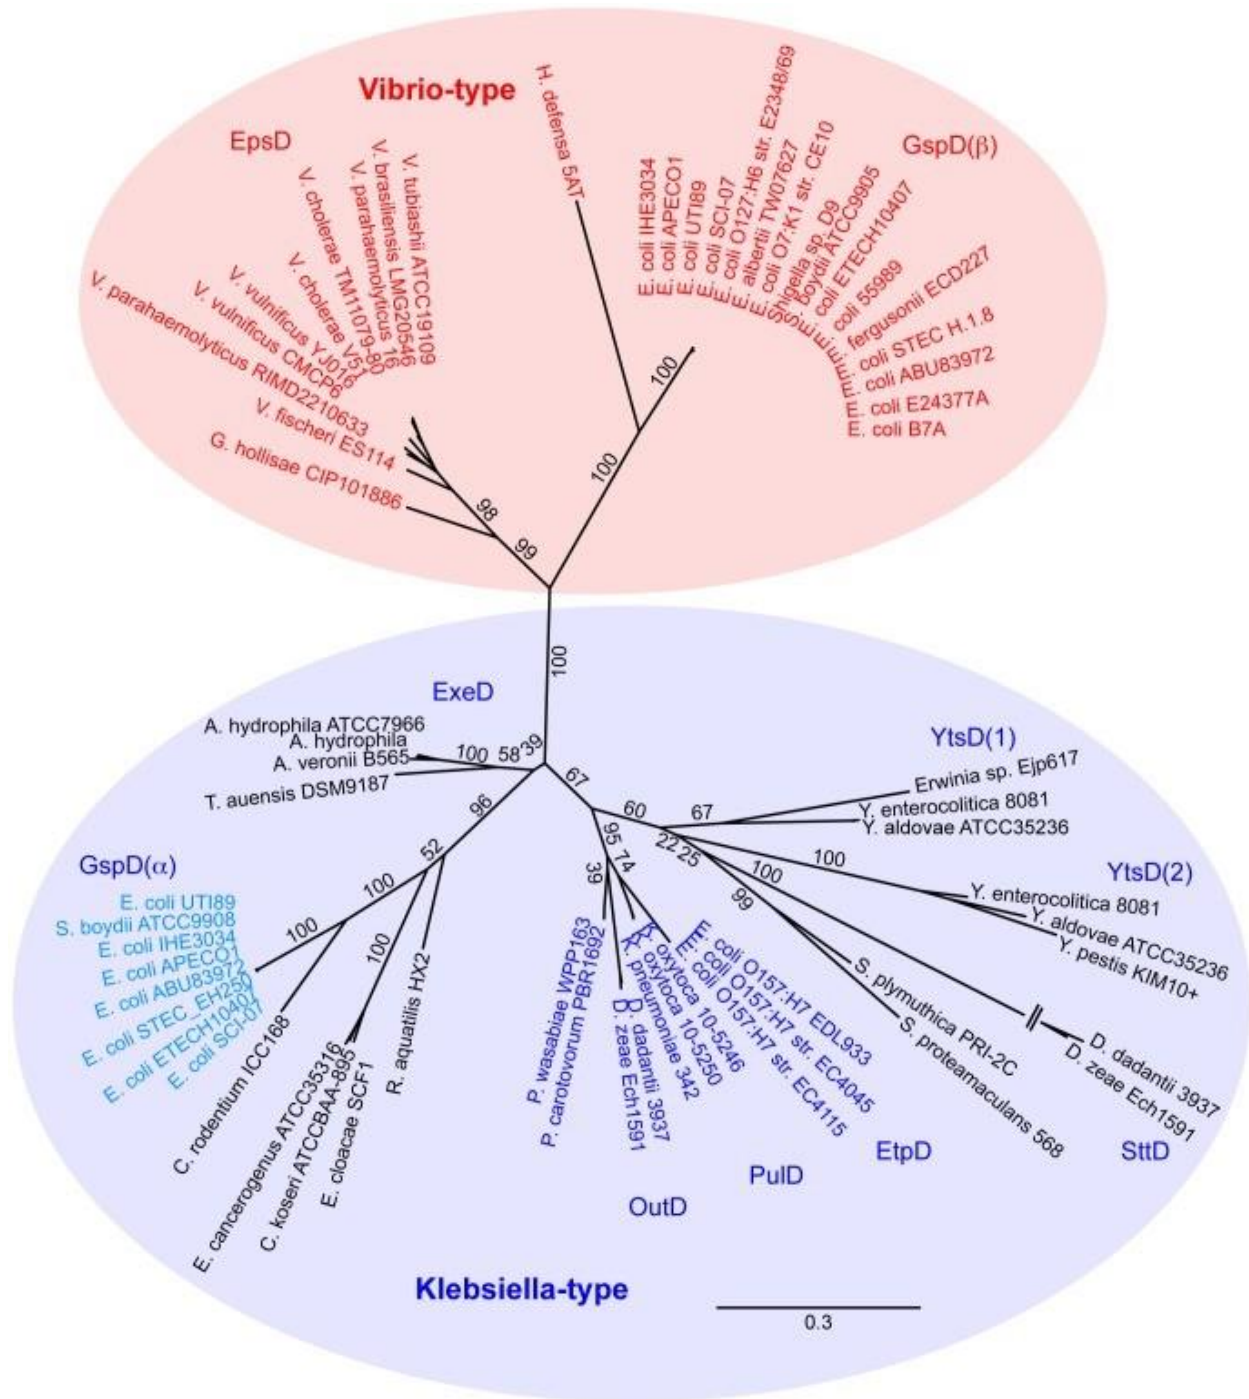 Vibrio-type
EpsD
V. tubiashii ATCC19109
V. brasiliensis LMG20546
V. parahaemolyticus 16
V. cholerae TM11079-80
V. cholerae V51
V. vulnificus YJ016
V. vulnificus CMCP6
V. parahaemolyticus RIMD2210633
V. fischeri ES114
G. hollisae CIP101886
H. defensa 5AT
GspD(β)
E. coli IHE3034
E. coli APECO1
E. coli UTI89
E. coli SCI-07
E. coli O127:H6 str. E2348/69
E. albertii TW07627
E. coli O7:K1 str. CE10
Shigella sp. D9
S. boydii ATCC9905
E. coli ETECH10407
E. coli 55989
E. fergusonii ECD227
E. coli STEC H.1.8
E. coli ABU83972
E. coli E24377A
E. coli B7A
100
100
98
99
100
ExeD
A. hydrophila ATCC7966
A. hydrophila
A. veronii B565
T. auensis DSM9187
100
58
39
67
96
52
100
100
100
GspD(α)
E. coli UTI89
S. boydii ATCC9908
E. coli IHE3034
E. coli APECO1
E. coli ABU83972
E. coli STEC_EH250
E. coli ETECH10407
E. coli SCI-07
C. rodentium ICC168
E. cancerogenus ATCC35316
C. koseri ATCCBAA-895
E. cloacae SCF1
R. aquatilis HX2
60
67
95
74
39
22
25
100
100
99
YtsD(1)
Erwinia sp. Ejp617
Y. enterocolitica 8081
Y. aldovae ATCC35236
YtsD(2)
Y. enterocolitica 8081
Y. aldovae ATCC35236
Y. pestis KIM10+
D. dadantii 3937
D. zeae Ech1591
SttD
S. plymuthica PRI-2C
S. proteamaculans 568
P. wasabiae WPP163
P. carotovorum PBR1692
D. zeae Ech1591
D. dadantii 3937
OutD
K. pneumoniae 342
K. oxytoca 10-5250
K. oxytoca 10-5246
PulD
E. coli O157:H7 str. EC4115
E. coli O157:H7 str. EC4045
E. coli O157:H7 EDL933
EtpD
Klebsiella-type
0.3